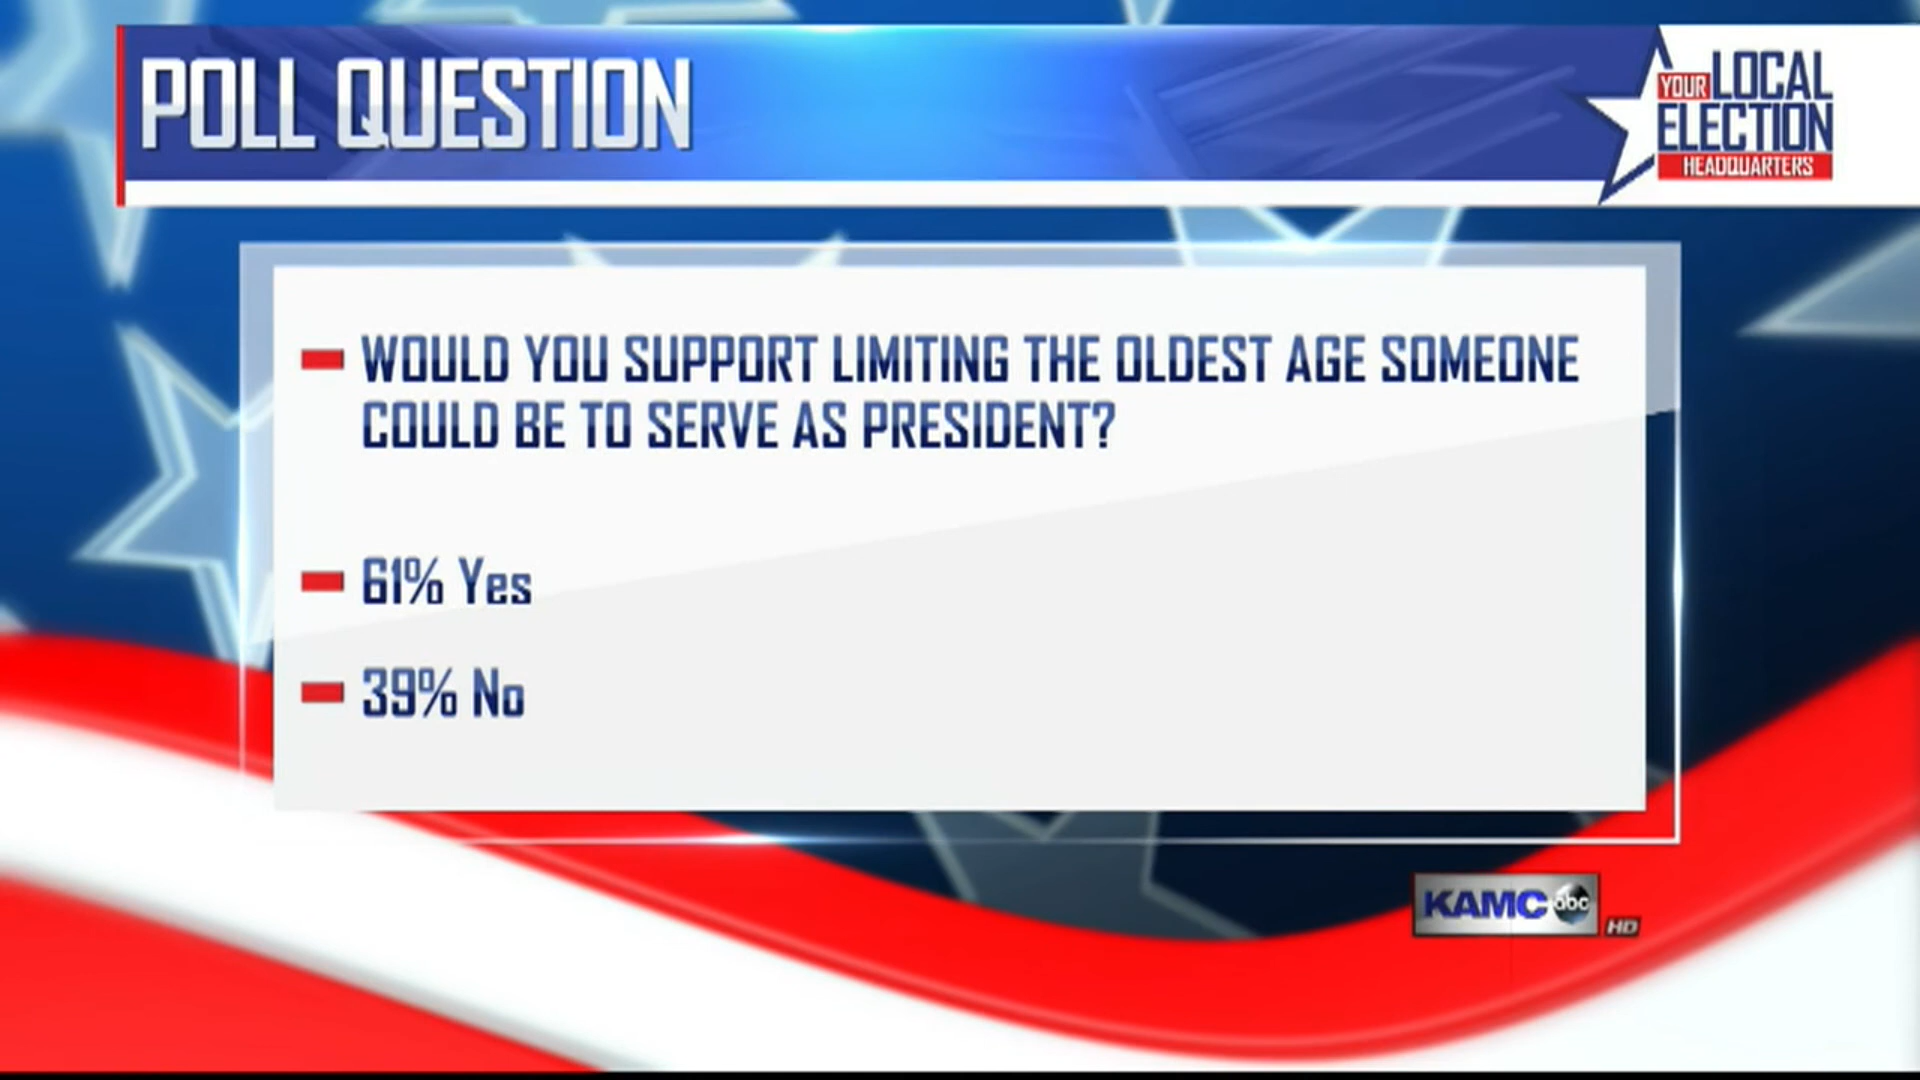 POLL QUESTION
YOUR LOCAL
ELECTION
HEADQUARTERS
WOULD YOU SUPPORT LIMITING THE OLDEST AGE SOMEONE
COULD BE TO SERVE AS PRESIDENT?
61% Yes
39% No
KAMC abc
HD